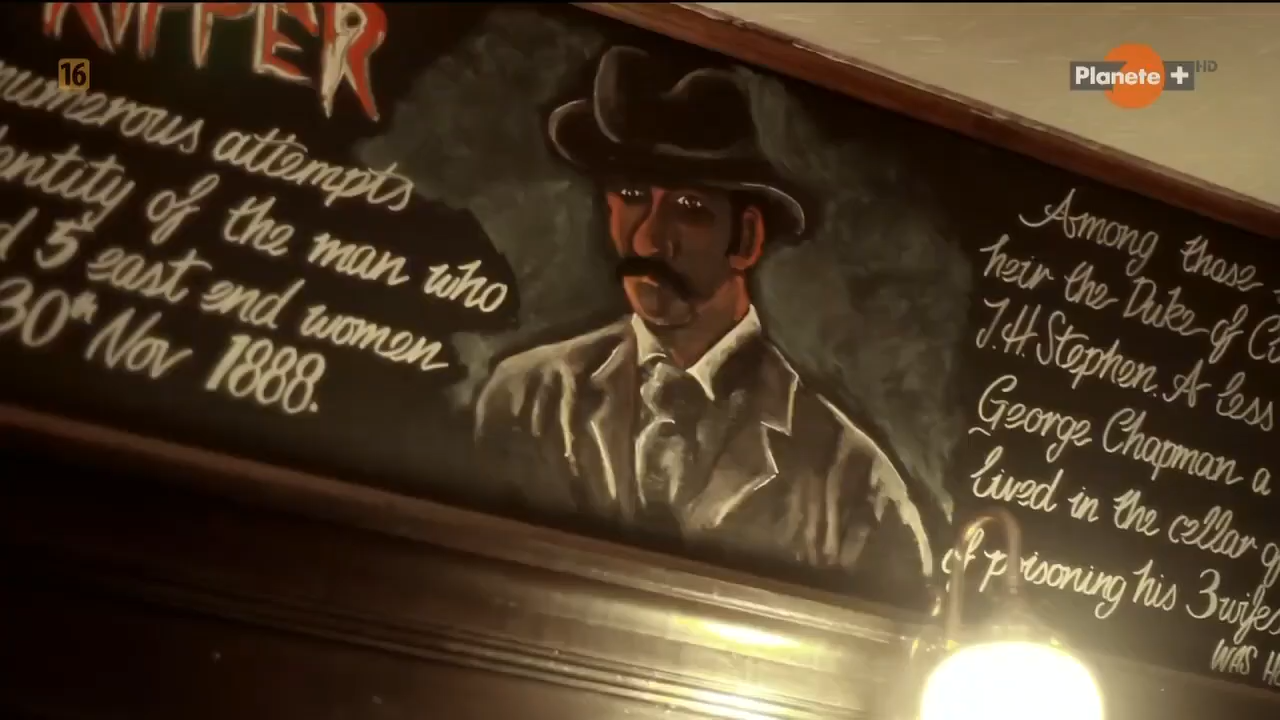 RIPPER
16
Planete + HD
numerous attempts
entity of the man who
5 east end women
30th Nov 1888.
Among those
heir the Duke of
J.H. Stephen. A less
George Chapman a
lived in the cellar
of poisoning his 3 wifes
WAS